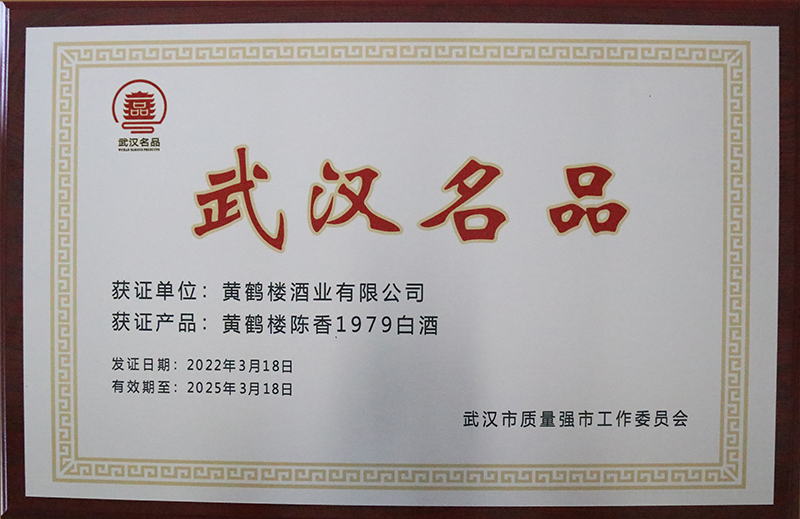 武汉名品
武汉名品
获证单位：黄鹤楼酒业有限公司
获证产品：黄鹤楼陈香1979白酒
发证日期：2022年3月18日
有效期至：2025年3月18日
武汉市质量强市工作委员会